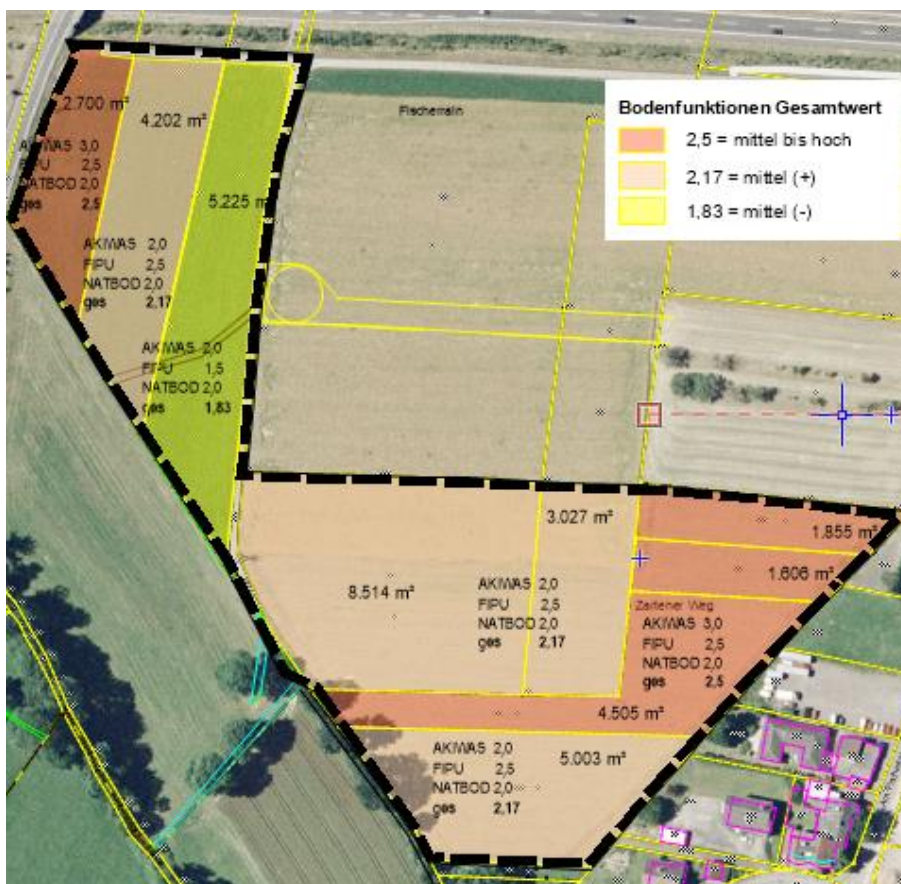 Fischerrain
Bodenfunktionen Gesamtwert
2,5 = mittel bis hoch
2,17 = mittel (+)
1,83 = mittel (-)
2.700 m²
4.202 m²
5.225 m
AKIWAS 3,0
FIPU 2,5
NATBOD 2,0
ges 2,5
AKIWAS 2,0
FIPU 2,5
NATBOD 2,0
ges 2,17
AKIWAS 2,0
FIPU 1,5
NATBOD 2,0
ges 1,83
3.027 m²
1.855 m²
1.606 m²
8.514 m²
AKIWAS 2,0
FIPU 2,5
NATBOD 2,0
ges 2,17
Zartener Weg
AKIWAS 3,0
FIPU 2,5
NATBOD 2,0
ges 2,5
4.505 m²
5.003 m²
AKIWAS 2,0
FIPU 2,5
NATBOD 2,0
ges 2,17